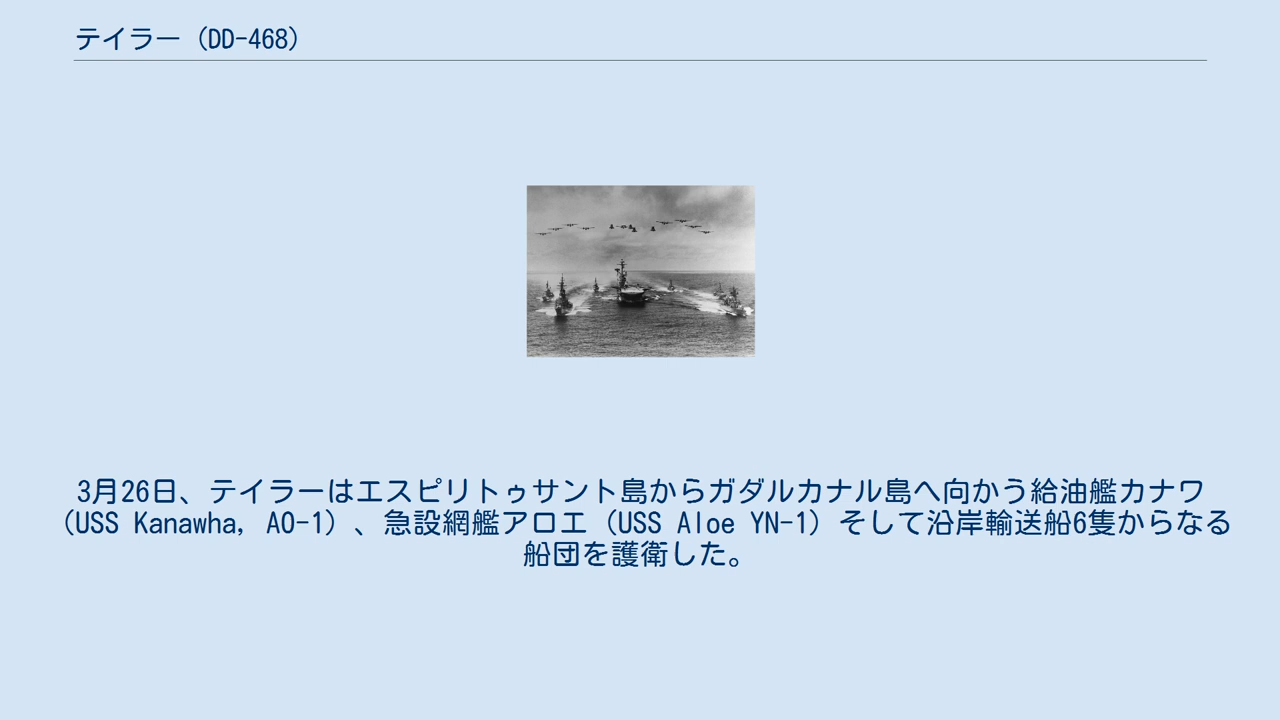 テイラー（DD-468）
3月26日、テイラーはエスピリトゥサント島からガダルカナル島へ向かう給油艦カナワ
（USS Kanawha, AO-1）、急設網艦アロエ（USS Aloe YN-1）そして沿岸輸送船6隻からなる
船団を護衛した。